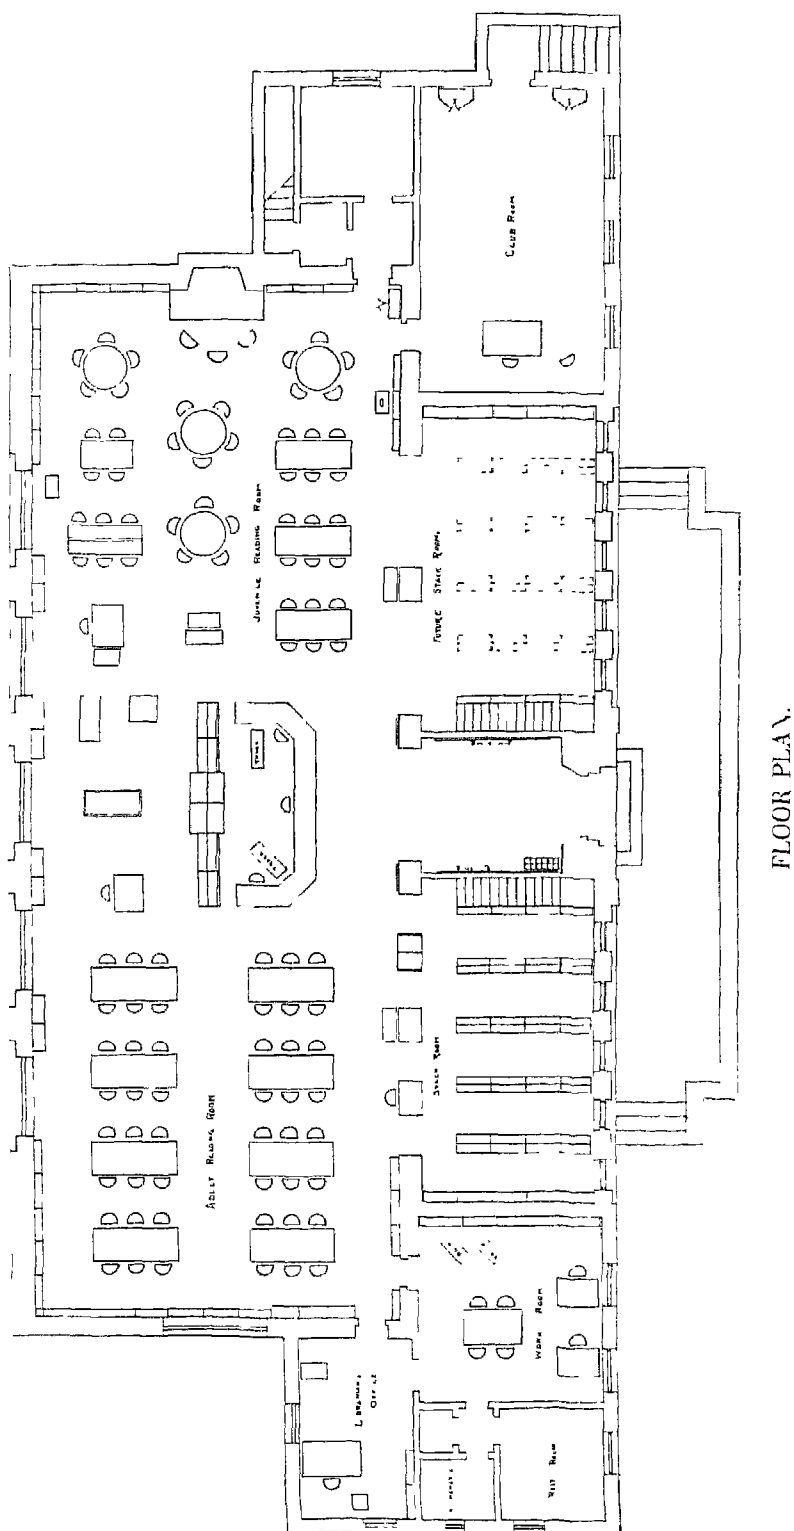 CLUB ROOM
JUVENILE READING ROOM
FUTURE STACK ROOM
STACK ROOM
ADULT READING ROOM
WORK ROOM
LIBRARIANS
OFFICE
REST ROOM
FLOOR PLAN.